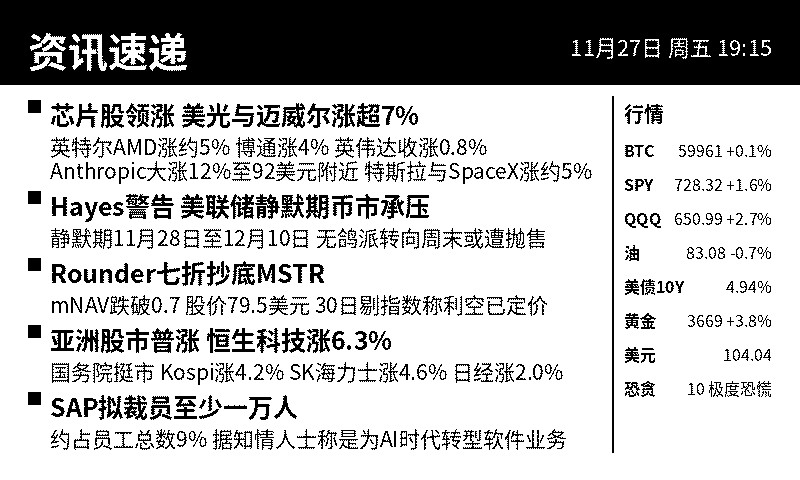 资讯速递
11月27日 周五 19:15
芯片股领涨 美光与迈威尔涨超7%
英特尔AMD涨约5% 博通涨4% 英伟达收涨0.8%
Anthropic大涨12%至92美元附近 特斯拉与SpaceX涨约5%
Hayes警告 美联储静默期币市承压
静默期11月28日至12月10日 无鸽派转向周末或遭抛售
Rounder七折抄底MSTR
mNAV跌破0.7 股价79.5美元 30日剔指数称利空已定价
亚洲股市普涨 恒生科技涨6.3%
国务院挺市 Kospi涨4.2% SK海力士涨4.6% 日经涨2.0%
SAP拟裁员至少一万人
约占员工总数9% 据知情人士称是为AI时代转型软件业务
行情
BTC 59961 +0.1%
SPY 728.32 +1.6%
QQQ 650.99 +2.7%
油 83.08 -0.7%
美债10Y 4.94%
黄金 3669 +3.8%
美元 104.04
恐贪 10 极度恐慌